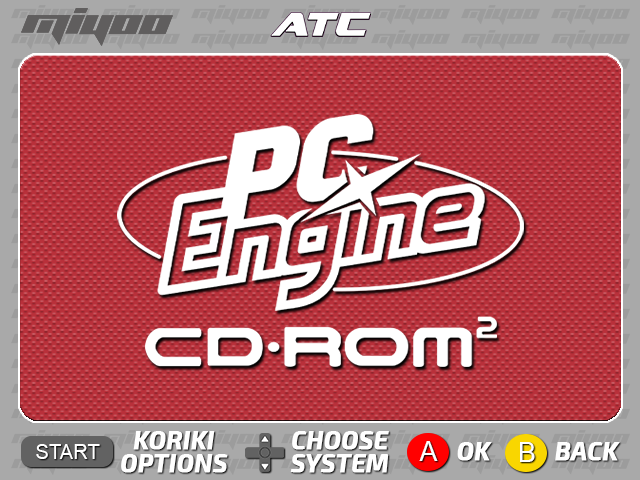 miyoo
ATC
PC
Engine
CD·ROM²
START
KORIKI
OPTIONS
CHOOSE
SYSTEM
A
OK
B
BACK